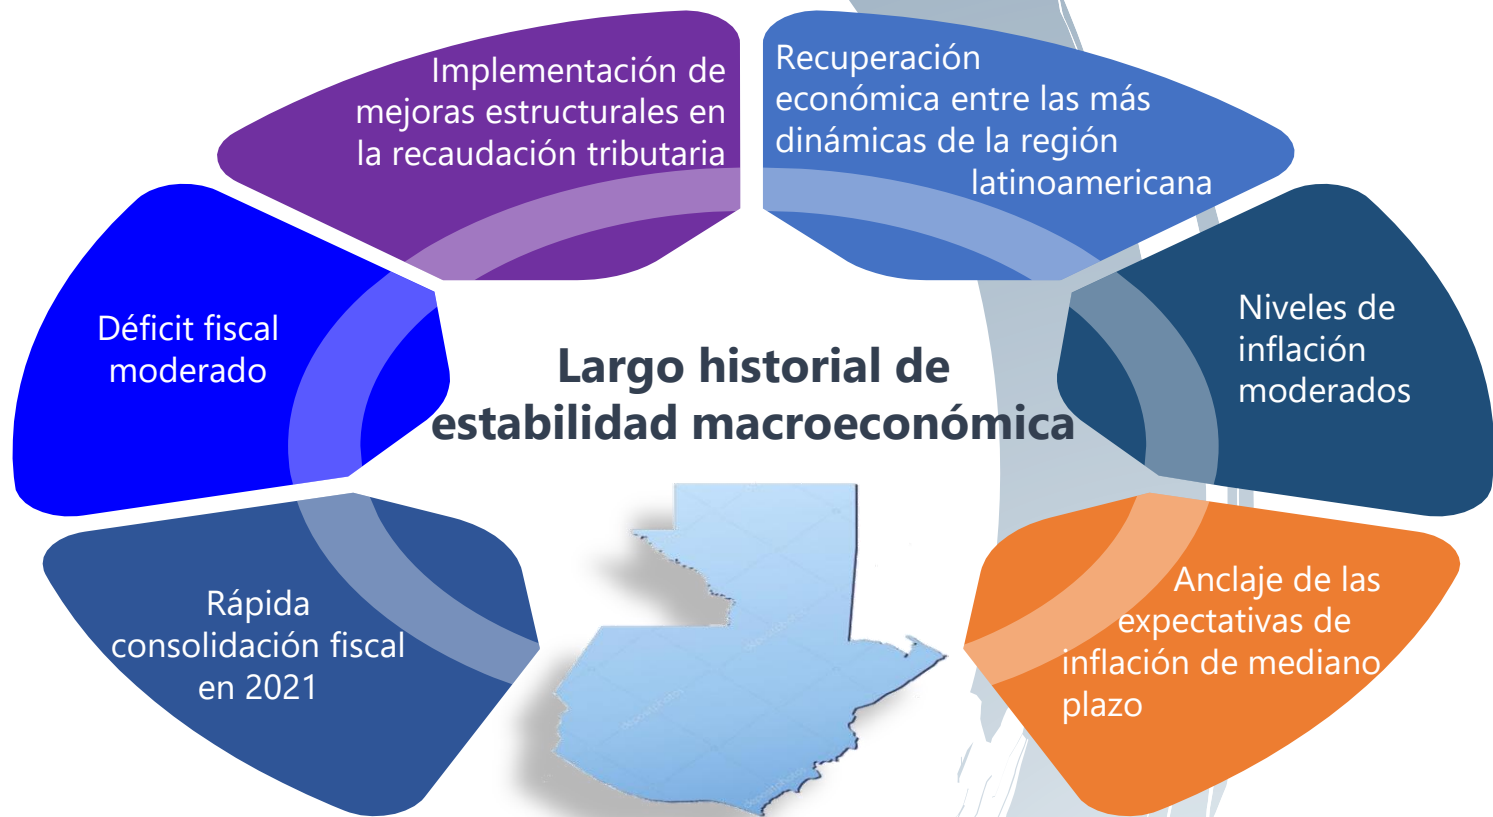 Implementación de
mejoras estructurales en
la recaudación tributaria
Recuperación
económica entre las más
dinámicas de la región
latinoamericana
Déficit fiscal
moderado
Niveles de
inflación
moderados
Largo historial de
estabilidad macroeconómica
Rápida
consolidación fiscal
en 2021
Anclaje de las
expectativas de
inflación de mediano
plazo
depositphotos